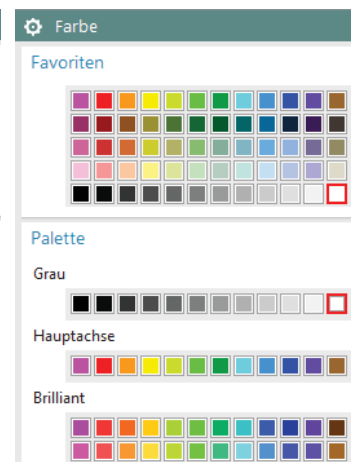 Farbe
Favoriten
Palette
Grau
Hauptachse
Brilliant